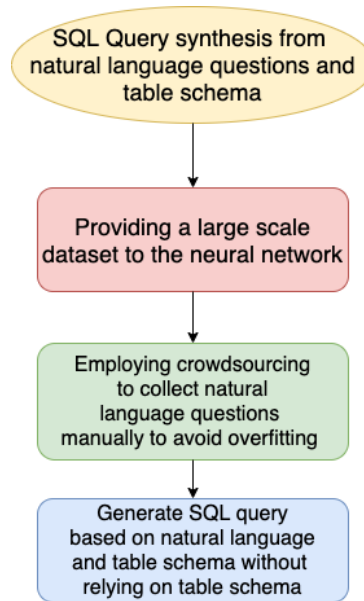 SQL Query synthesis from
natural language questions and
table schema
Providing a large scale
dataset to the neural network
Employing crowdsourcing
to collect natural
language questions
manually to avoid overfitting
Generate SQL query
based on natural language
and table schema without
relying on table schema